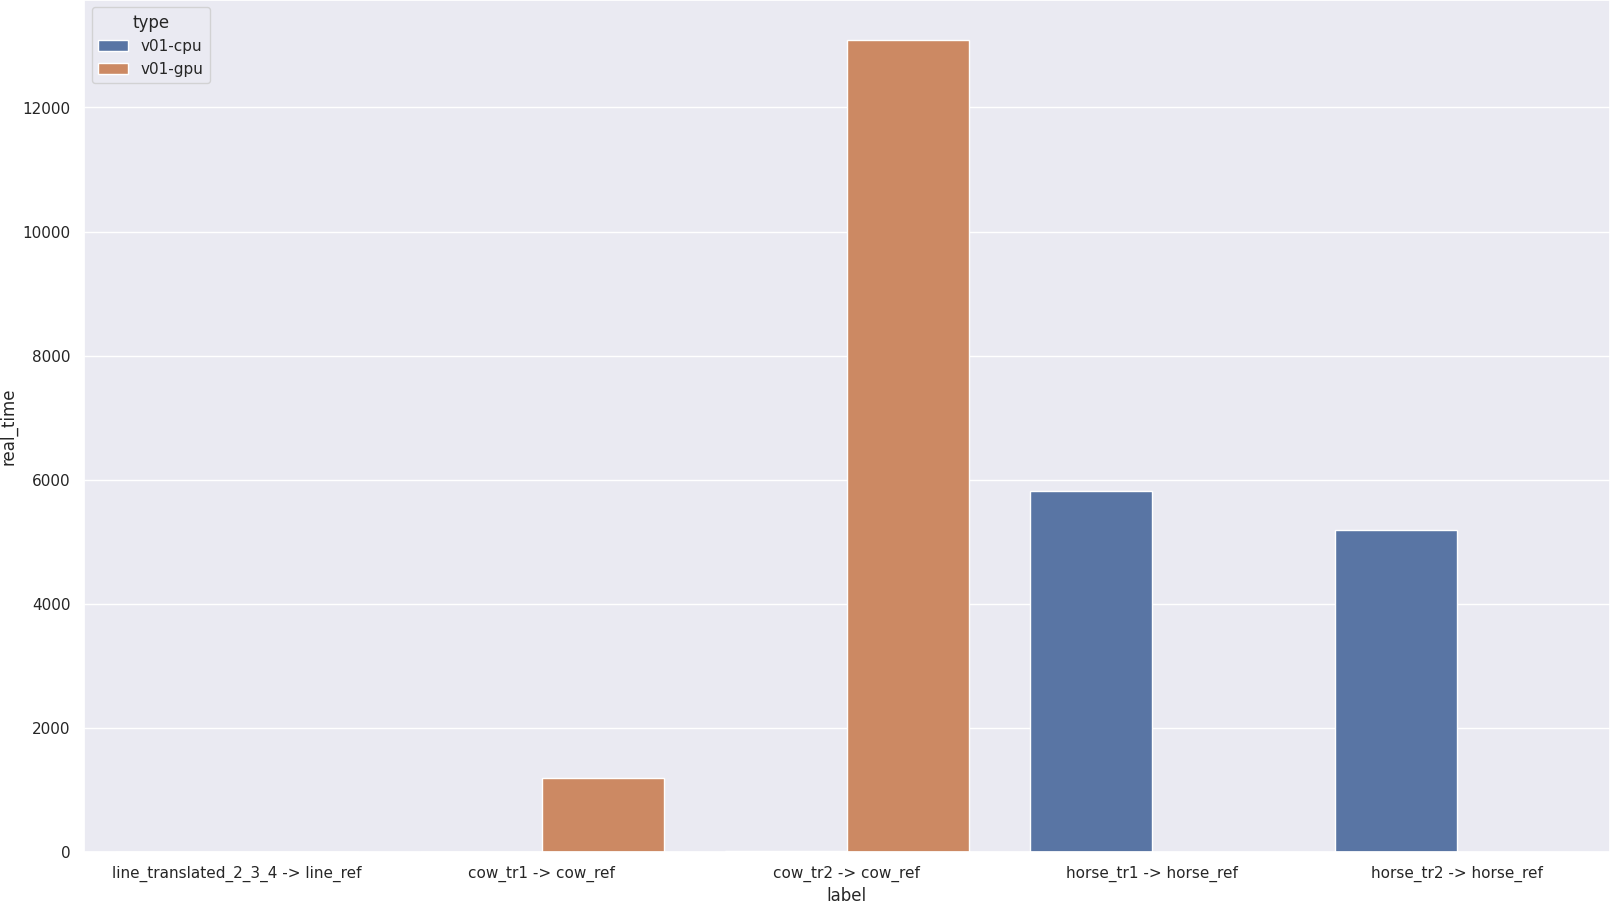 type
v01-cpu
v01-gpu
12000
10000
8000
6000
4000
2000
0
real_time
line_translated_2_3_4 -> line_ref
cow_tr1 -> cow_ref
cow_tr2 -> cow_ref
horse_tr1 -> horse_ref
horse_tr2 -> horse_ref
label